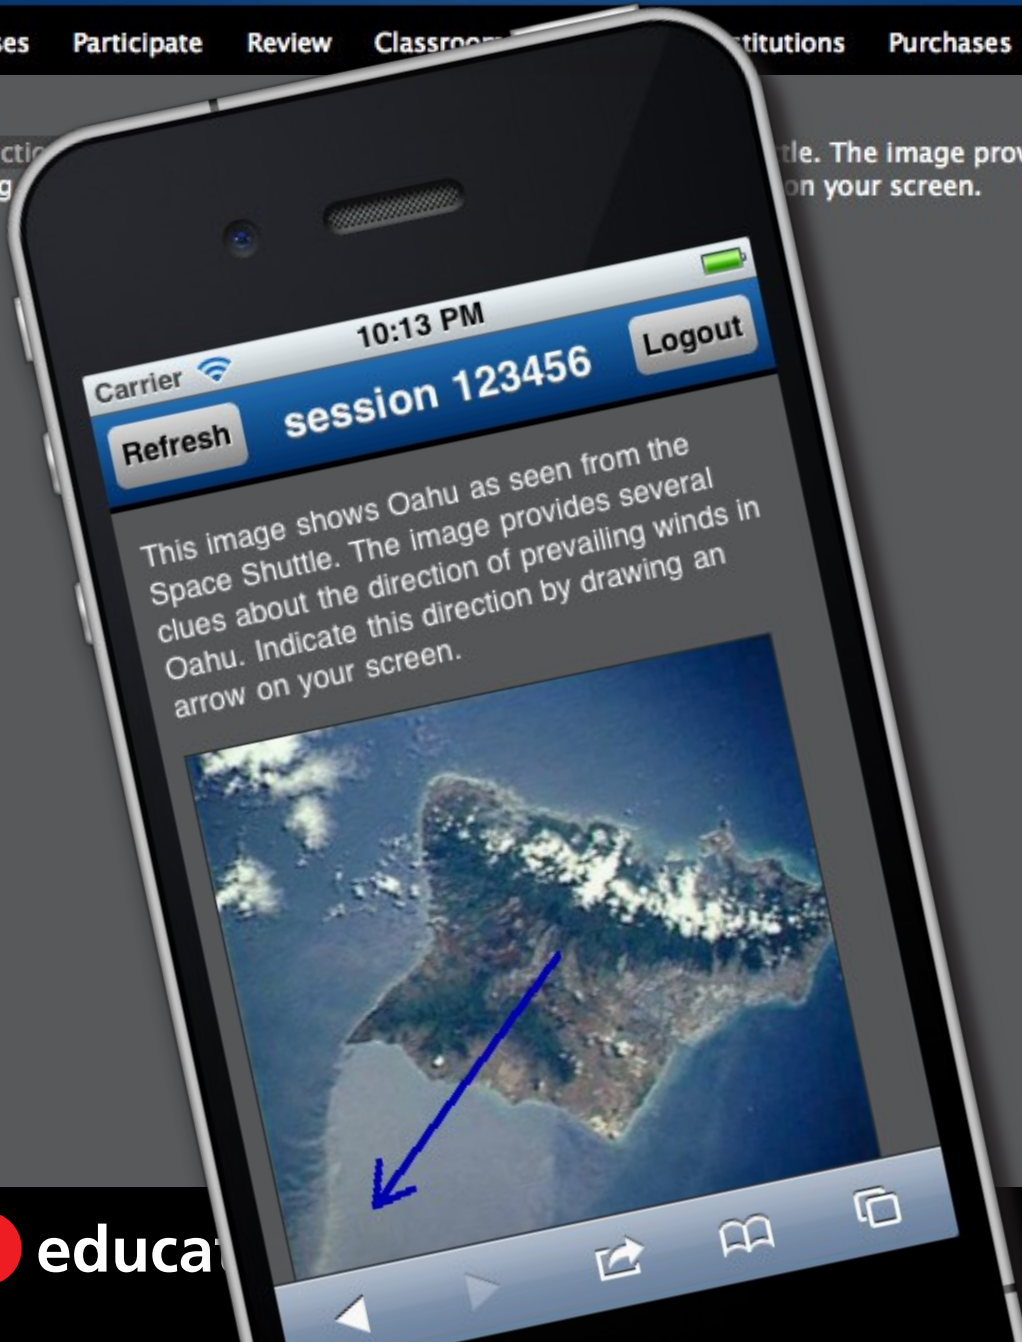 Participate Review Purchases
The image
on your screen.
10:13 PM
Carrier
Refresh session 123456 Logout
This image shows Oahu as seen from the
Space Shuttle. The image provides several
clues about the direction of prevailing winds in
Oahu. Indicate this direction by drawing an
arrow on your screen.